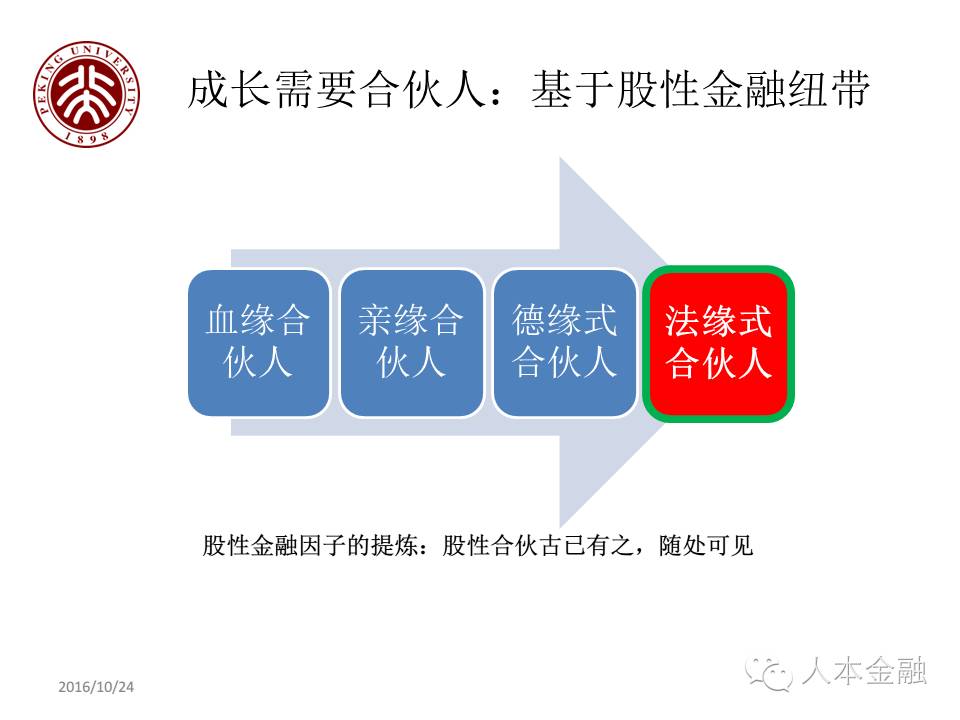 PEKING UNIVERSITY
1898
成长需要合伙人：基于股性金融纽带
血缘合
伙人
亲缘合
伙人
德缘式
合伙人
法缘式
合伙人
股性金融因子的提炼：股性合伙古已有之，随处可见
2016/10/24
人本金融